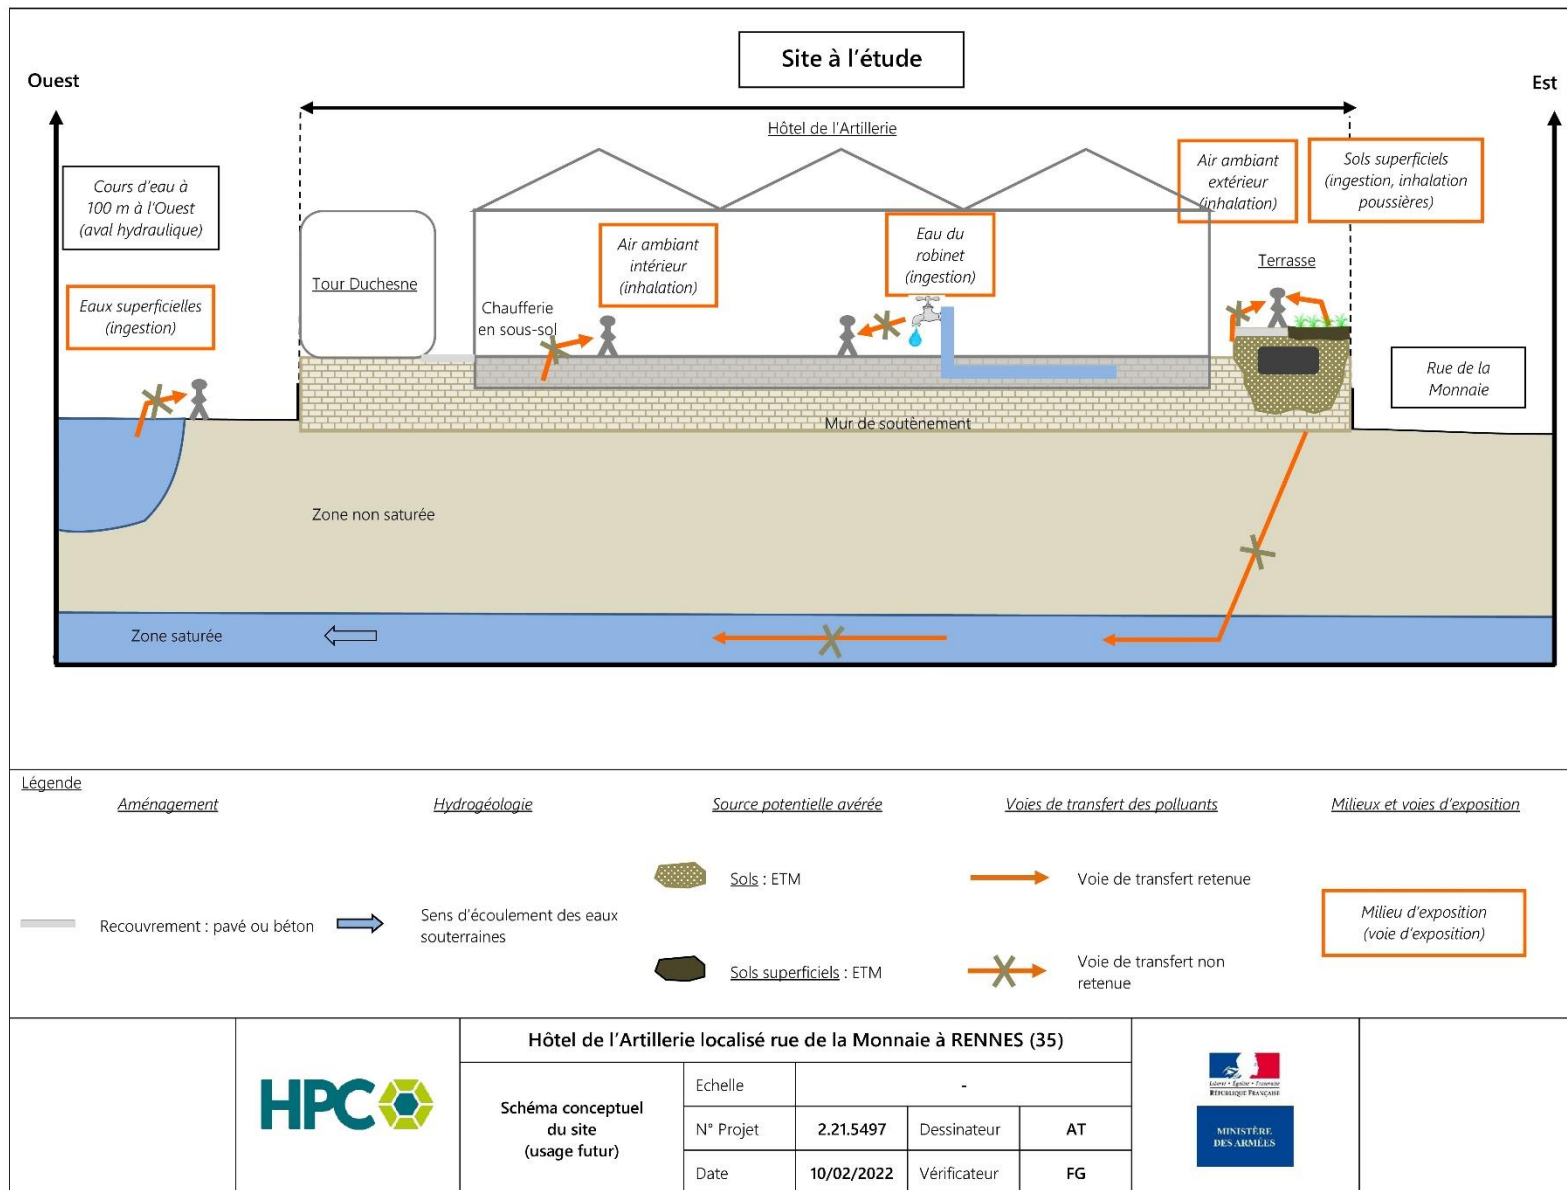 Site à l'étude
Ouest
Est
Hôtel de l'Artillerie
Cours d'eau à
100 m à l'Ouest
(aval hydraulique)
Air ambiant
extérieur
(inhalation)
Sols superficiels
(ingestion, inhalation
poussières)
Eaux superficielles
(ingestion)
Tour Duchesne
Chaufferie
en sous-sol
Air ambiant
intérieur
(inhalation)
Eau du
robinet
(ingestion)
Terrasse
Rue de la
Monnaie
Mur de soutènement
Zone non saturée
Zone saturée
Légende
Aménagement
Recouvrement : pavé ou béton
Hydrogéologie
Sens d'écoulement des eaux
souterraines
Source potentielle avérée
Sols : ETM
Sols superficiels : ETM
Voies de transfert des polluants
Voie de transfert retenue
Voie de transfert non
retenue
Milieux et voies d'exposition
Milieu d'exposition
(voie d'exposition)
HPC
Hôtel de l'Artillerie localisé rue de la Monnaie à RENNES (35)
Schéma conceptuel
du site
(usage futur)
Echelle -
N° Projet 2.21.5497 Dessinateur AT
Date 10/02/2022 Vérificateur FG
Liberté • Égalité • Fraternité
RÉPUBLIQUE FRANÇAISE
MINISTÈRE
DES ARMÉES